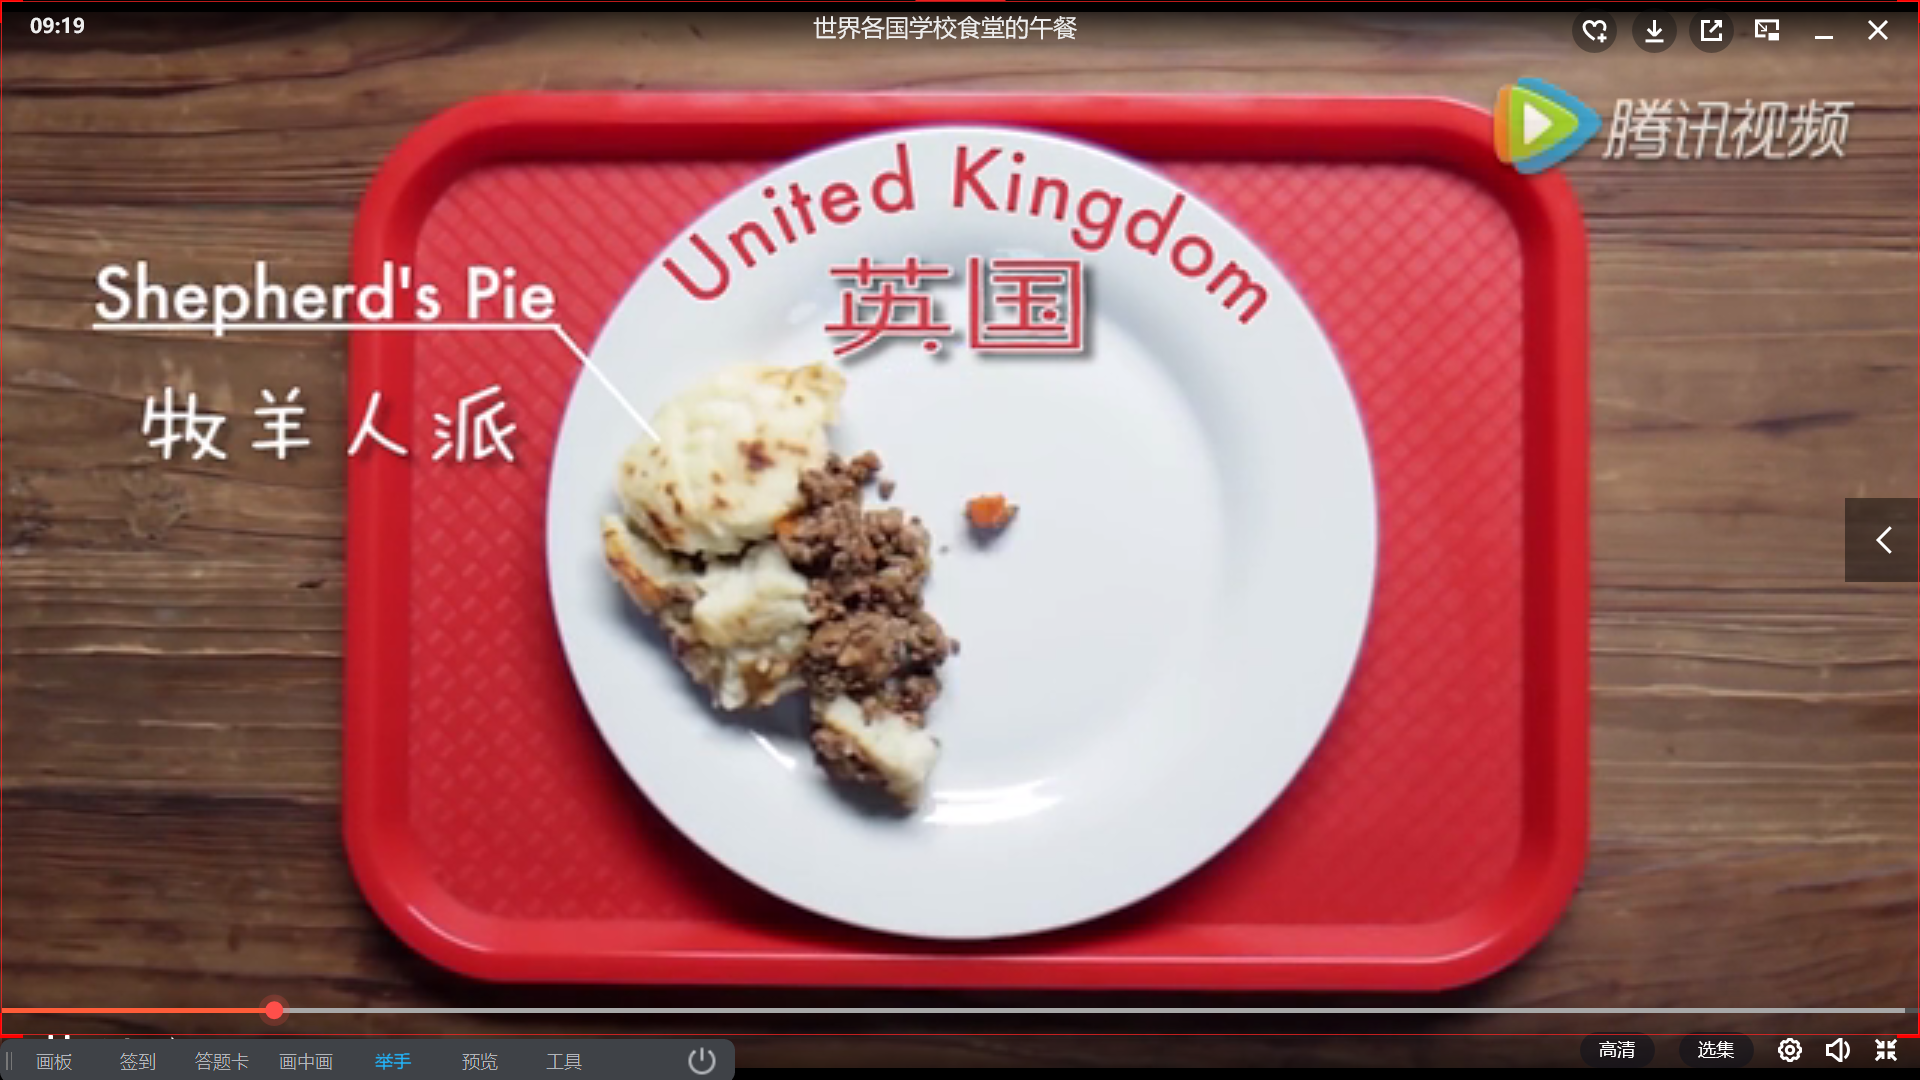 09:19
世界各国学校食堂的午餐
腾讯视频
United Kingdom
英国
Shepherd's Pie
牧羊人派
高清
选集
画板
签到
答题卡
画中画
举手
预览
工具